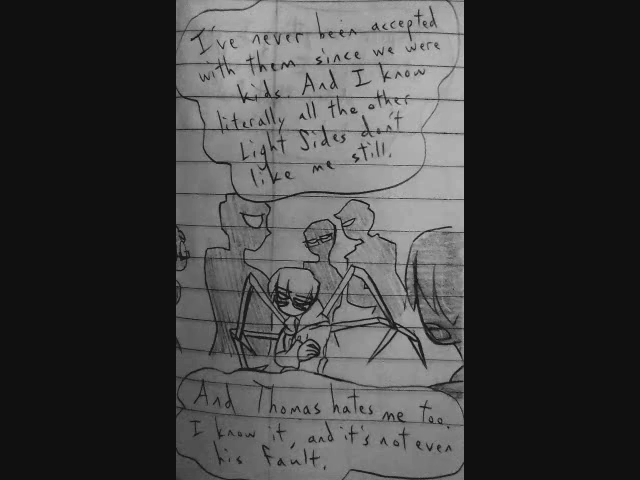 I've never been accepted
with them since we were
kids. And I know
literally all the other
Light Sides don't
like me still.
And Thomas hates me too.
I know it, and it's not even
his fault.